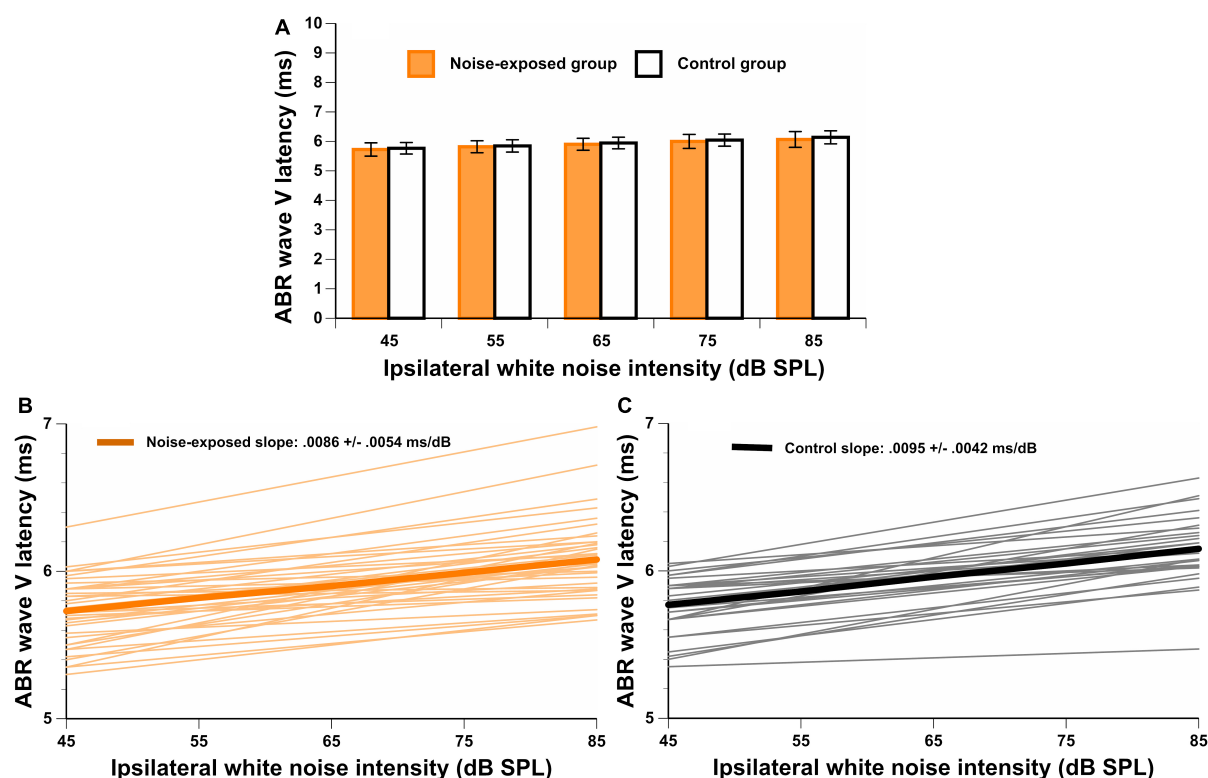 A
ABR wave V latency (ms)
10
9
8
7
6
5
4
3
2
1
0
Noise-exposed group
Control group
45 55 65 75 85
Ipsilateral white noise intensity (dB SPL)
B
ABR wave V latency (ms)
7
6
5
Noise-exposed slope: .0086 +/- .0054 ms/dB
45 55 65 75 85
Ipsilateral white noise intensity (dB SPL)
C
ABR wave V latency (ms)
7
6
5
Control slope: .0095 +/- .0042 ms/dB
45 55 65 75 85
Ipsilateral white noise intensity (dB SPL)